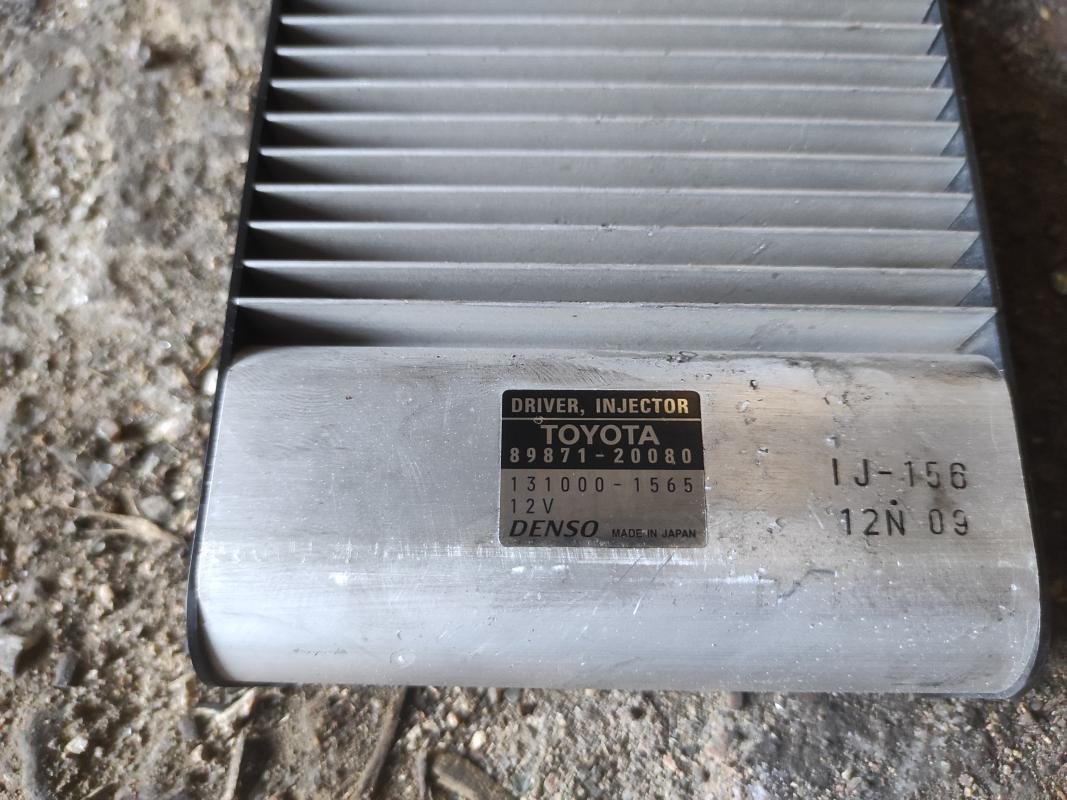 DRIVER, INJECTOR
TOYOTA
89871-20080
131000-1565
12V
DENSO MADE IN JAPAN
IJ-156
12N 09